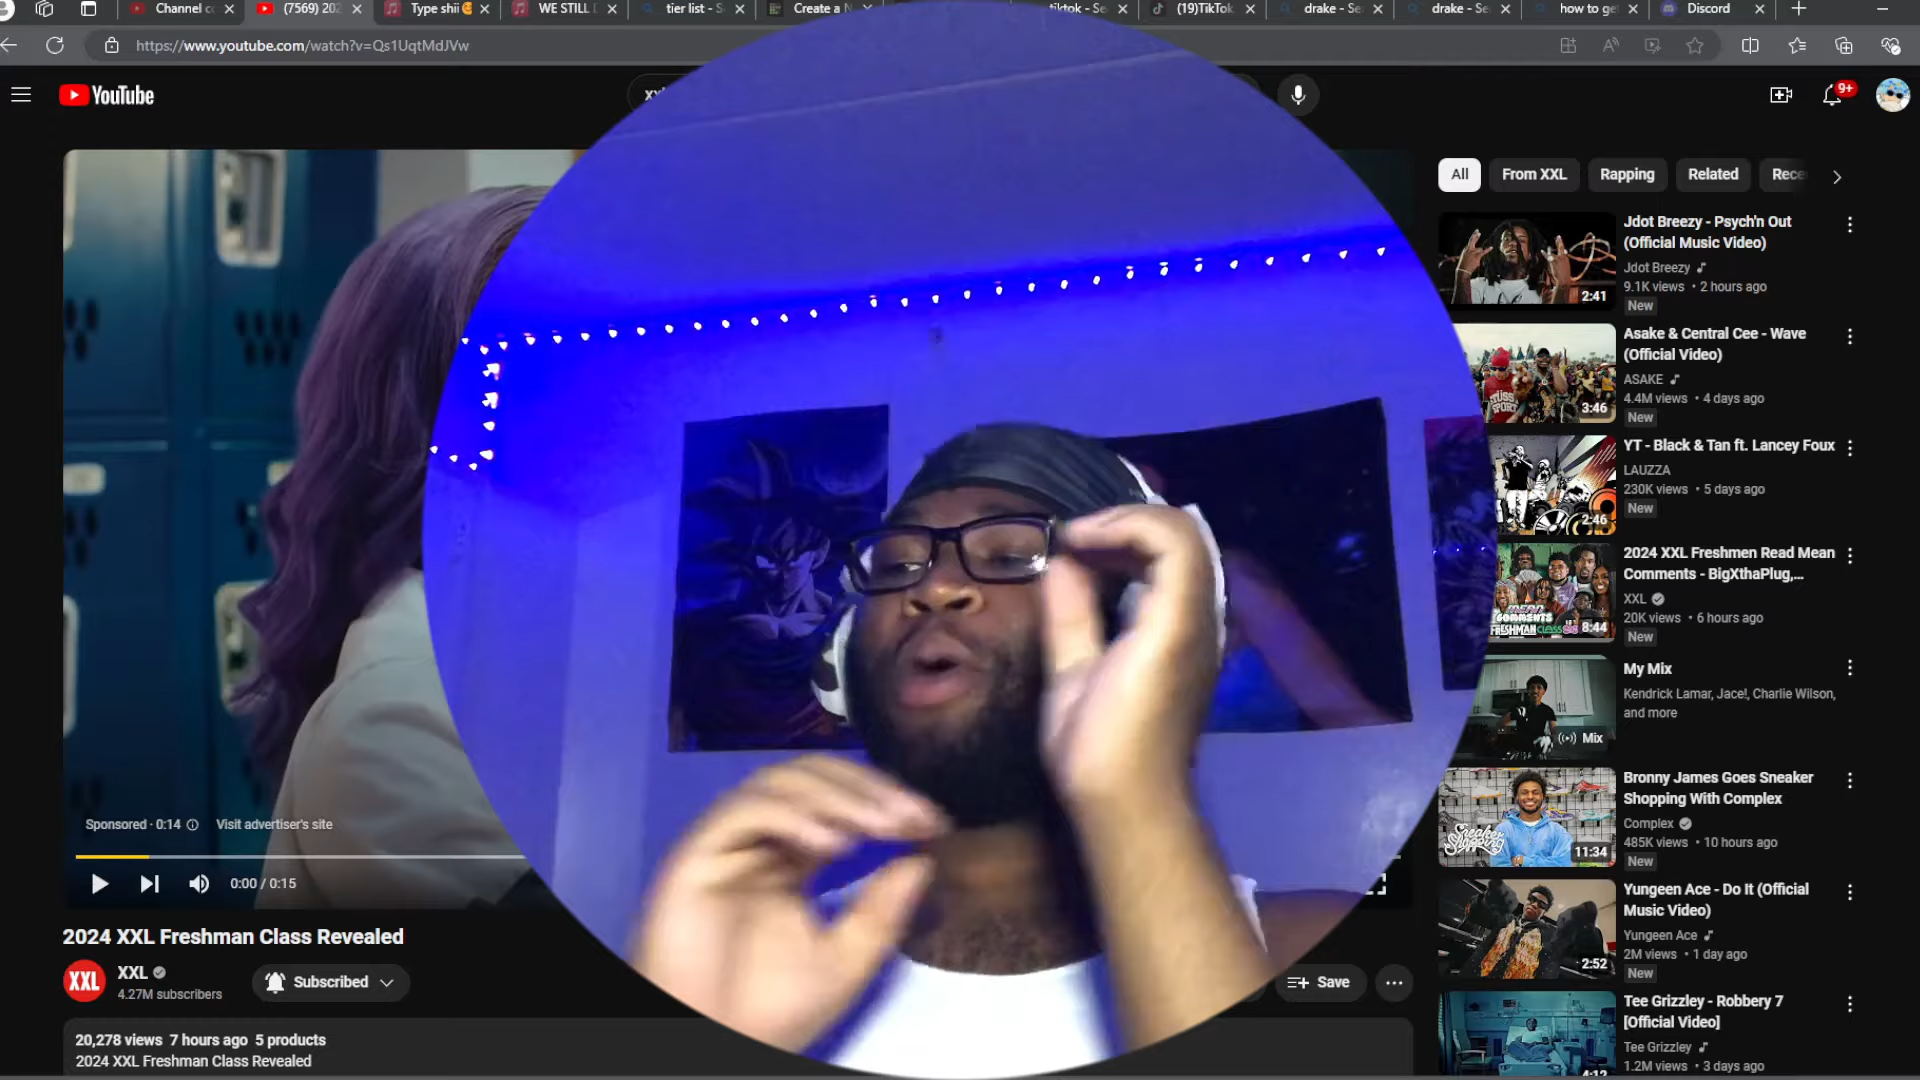 Channel c
(7569) 202
Type shii
WE STILL
tier list - S
Create a
tiktok - Se
(19)TikTok
drake - Se
drake - Se
how to ge
Discord
https://www.youtube.com/watch?v=Qs1UqtMdJVw
YouTube
xx
9+
All
From XXL
Rapping
Related
Rece
Jdot Breezy - Psych'n Out
(Official Music Video)
Jdot Breezy
9.1K views • 2 hours ago
New
2:41
Asake & Central Cee - Wave
(Official Video)
ASAKE
4.4M views • 4 days ago
New
3:46
YT - Black & Tan ft. Lancey Foux
LAUZZA
230K views • 5 days ago
New
2:46
2024 XXL Freshmen Read Mean
Comments - BigXthaPlug,...
XXL
20K views • 6 hours ago
New
MEAN
COMMENTS
FRESHMAN CLASS
8:44
My Mix
Kendrick Lamar, Jace!, Charlie Wilson,
and more
Mix
Bronny James Goes Sneaker
Shopping With Complex
Complex
485K views • 10 hours ago
New
Sneaker
Shopping
11:34
Yungeen Ace - Do It (Official
Music Video)
Yungeen Ace
2M views • 1 day ago
New
2:52
Tee Grizzley - Robbery 7
[Official Video]
Tee Grizzley
1.2M views • 3 days ago
4:12
Sponsored · 0:14
Visit advertiser's site
0:00 / 0:15
2024 XXL Freshman Class Revealed
XXL
XXL
4.27M subscribers
Subscribed
Save
20,278 views 7 hours ago 5 products
2024 XXL Freshman Class Revealed